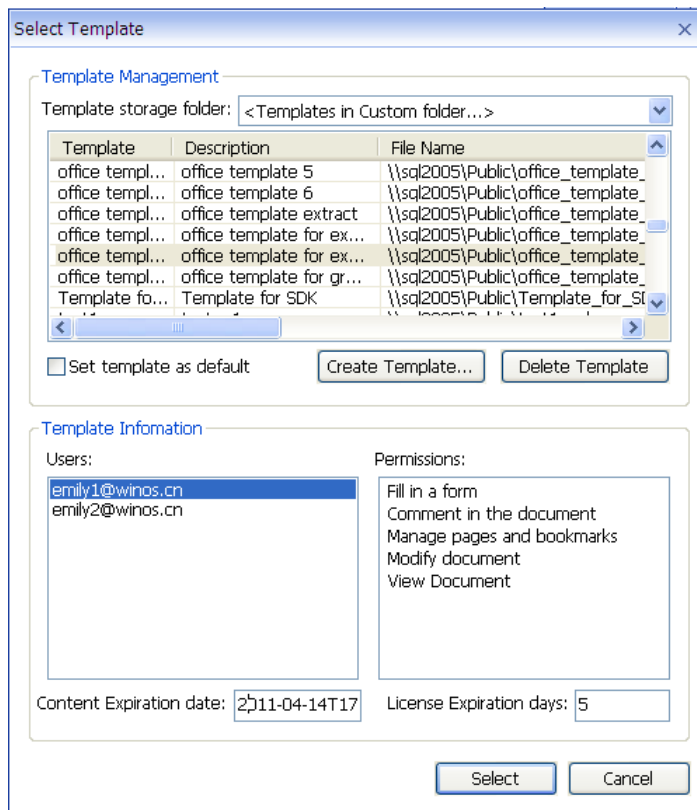 Select Template
Template Management
Template storage folder: <Templates in Custom folder...>
Template Description File Name
office templ... office template 5 \\sql2005\Public\office_template_
office templ... office template 6 \\sql2005\Public\office_template_
office templ... office template extract \\sql2005\Public\office_template_
office templ... office template for ex... \\sql2005\Public\office_template_
office templ... office template for ex... \\sql2005\Public\office_template_
office templ... office template for gr... \\sql2005\Public\office_template_
Template fo... Template for SDK \\sql2005\Public\Template_for_SD
Set template as default Create Template... Delete Template
Template Infomation
Users: Permissions:
emily1@winos.cn Fill in a form
emily2@winos.cn Comment in the document
Manage pages and bookmarks
Modify document
View Document
Content Expiration date: 2011-04-14T17 License Expiration days: 5
Select Cancel